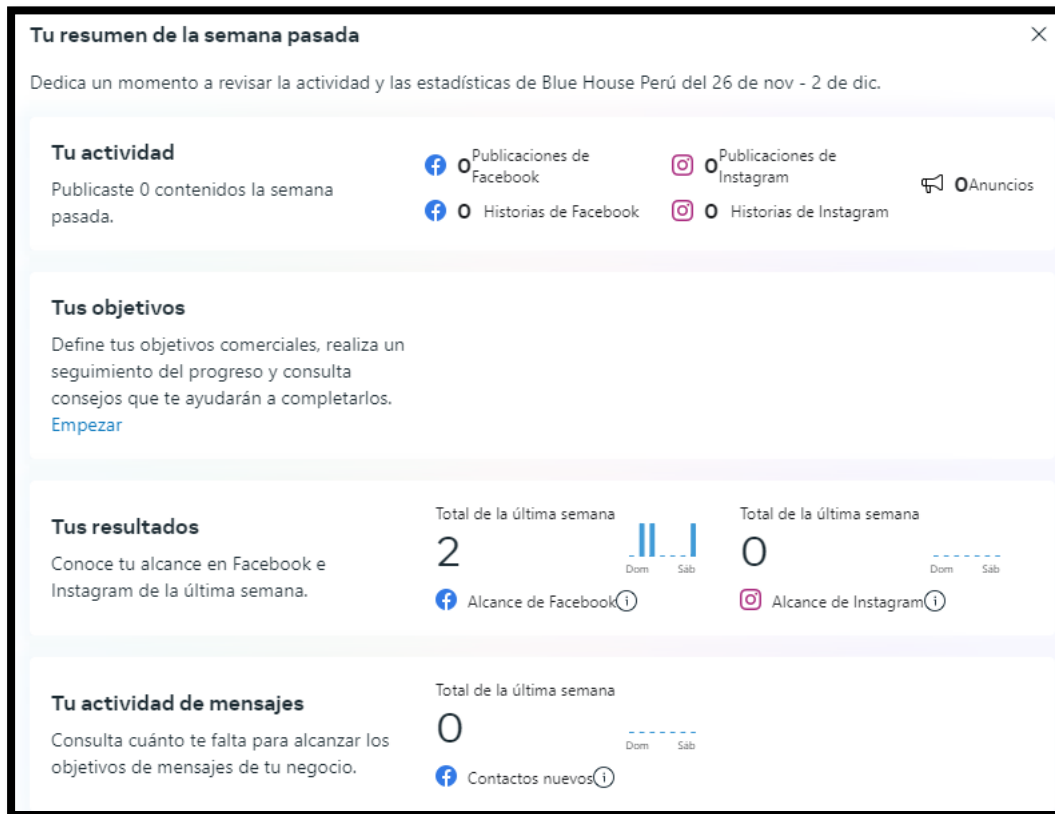 Tu resumen de la semana pasada
Dedica un momento a revisar la actividad y las estadísticas de Blue House Perú del 26 de nov - 2 de dic.
Tu actividad
Publicaste 0 contenidos la semana
pasada.
0 Publicaciones de
Facebook
0 Historias de Facebook
0 Publicaciones de
Instagram
0 Historias de Instagram
0 Anuncios
Tus objetivos
Define tus objetivos comerciales, realiza un
seguimiento del progreso y consulta
consejos que te ayudarán a completarlos.
Empezar
Tus resultados
Conoce tu alcance en Facebook e
Instagram de la última semana.
Total de la última semana
2
Dom Sáb
Alcance de Facebook
Total de la última semana
0
Dom Sáb
Alcance de Instagram
Tu actividad de mensajes
Consulta cuánto te falta para alcanzar los
objetivos de mensajes de tu negocio.
Total de la última semana
0
Dom Sáb
Contactos nuevos